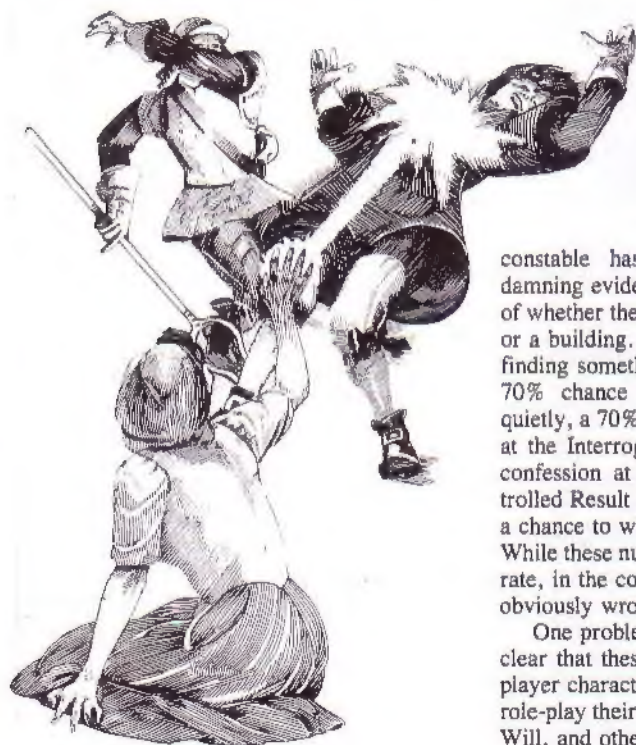 constable has
damning evide
of whether the
or a building.
finding someth
70% chance
quietly, a 70%
at the Interrog
confession at
trolled Result
a chance to w
While these nu
rate, in the co
obviously wro
One problem
clear that thes
player charact
role-play their
Will, and othe